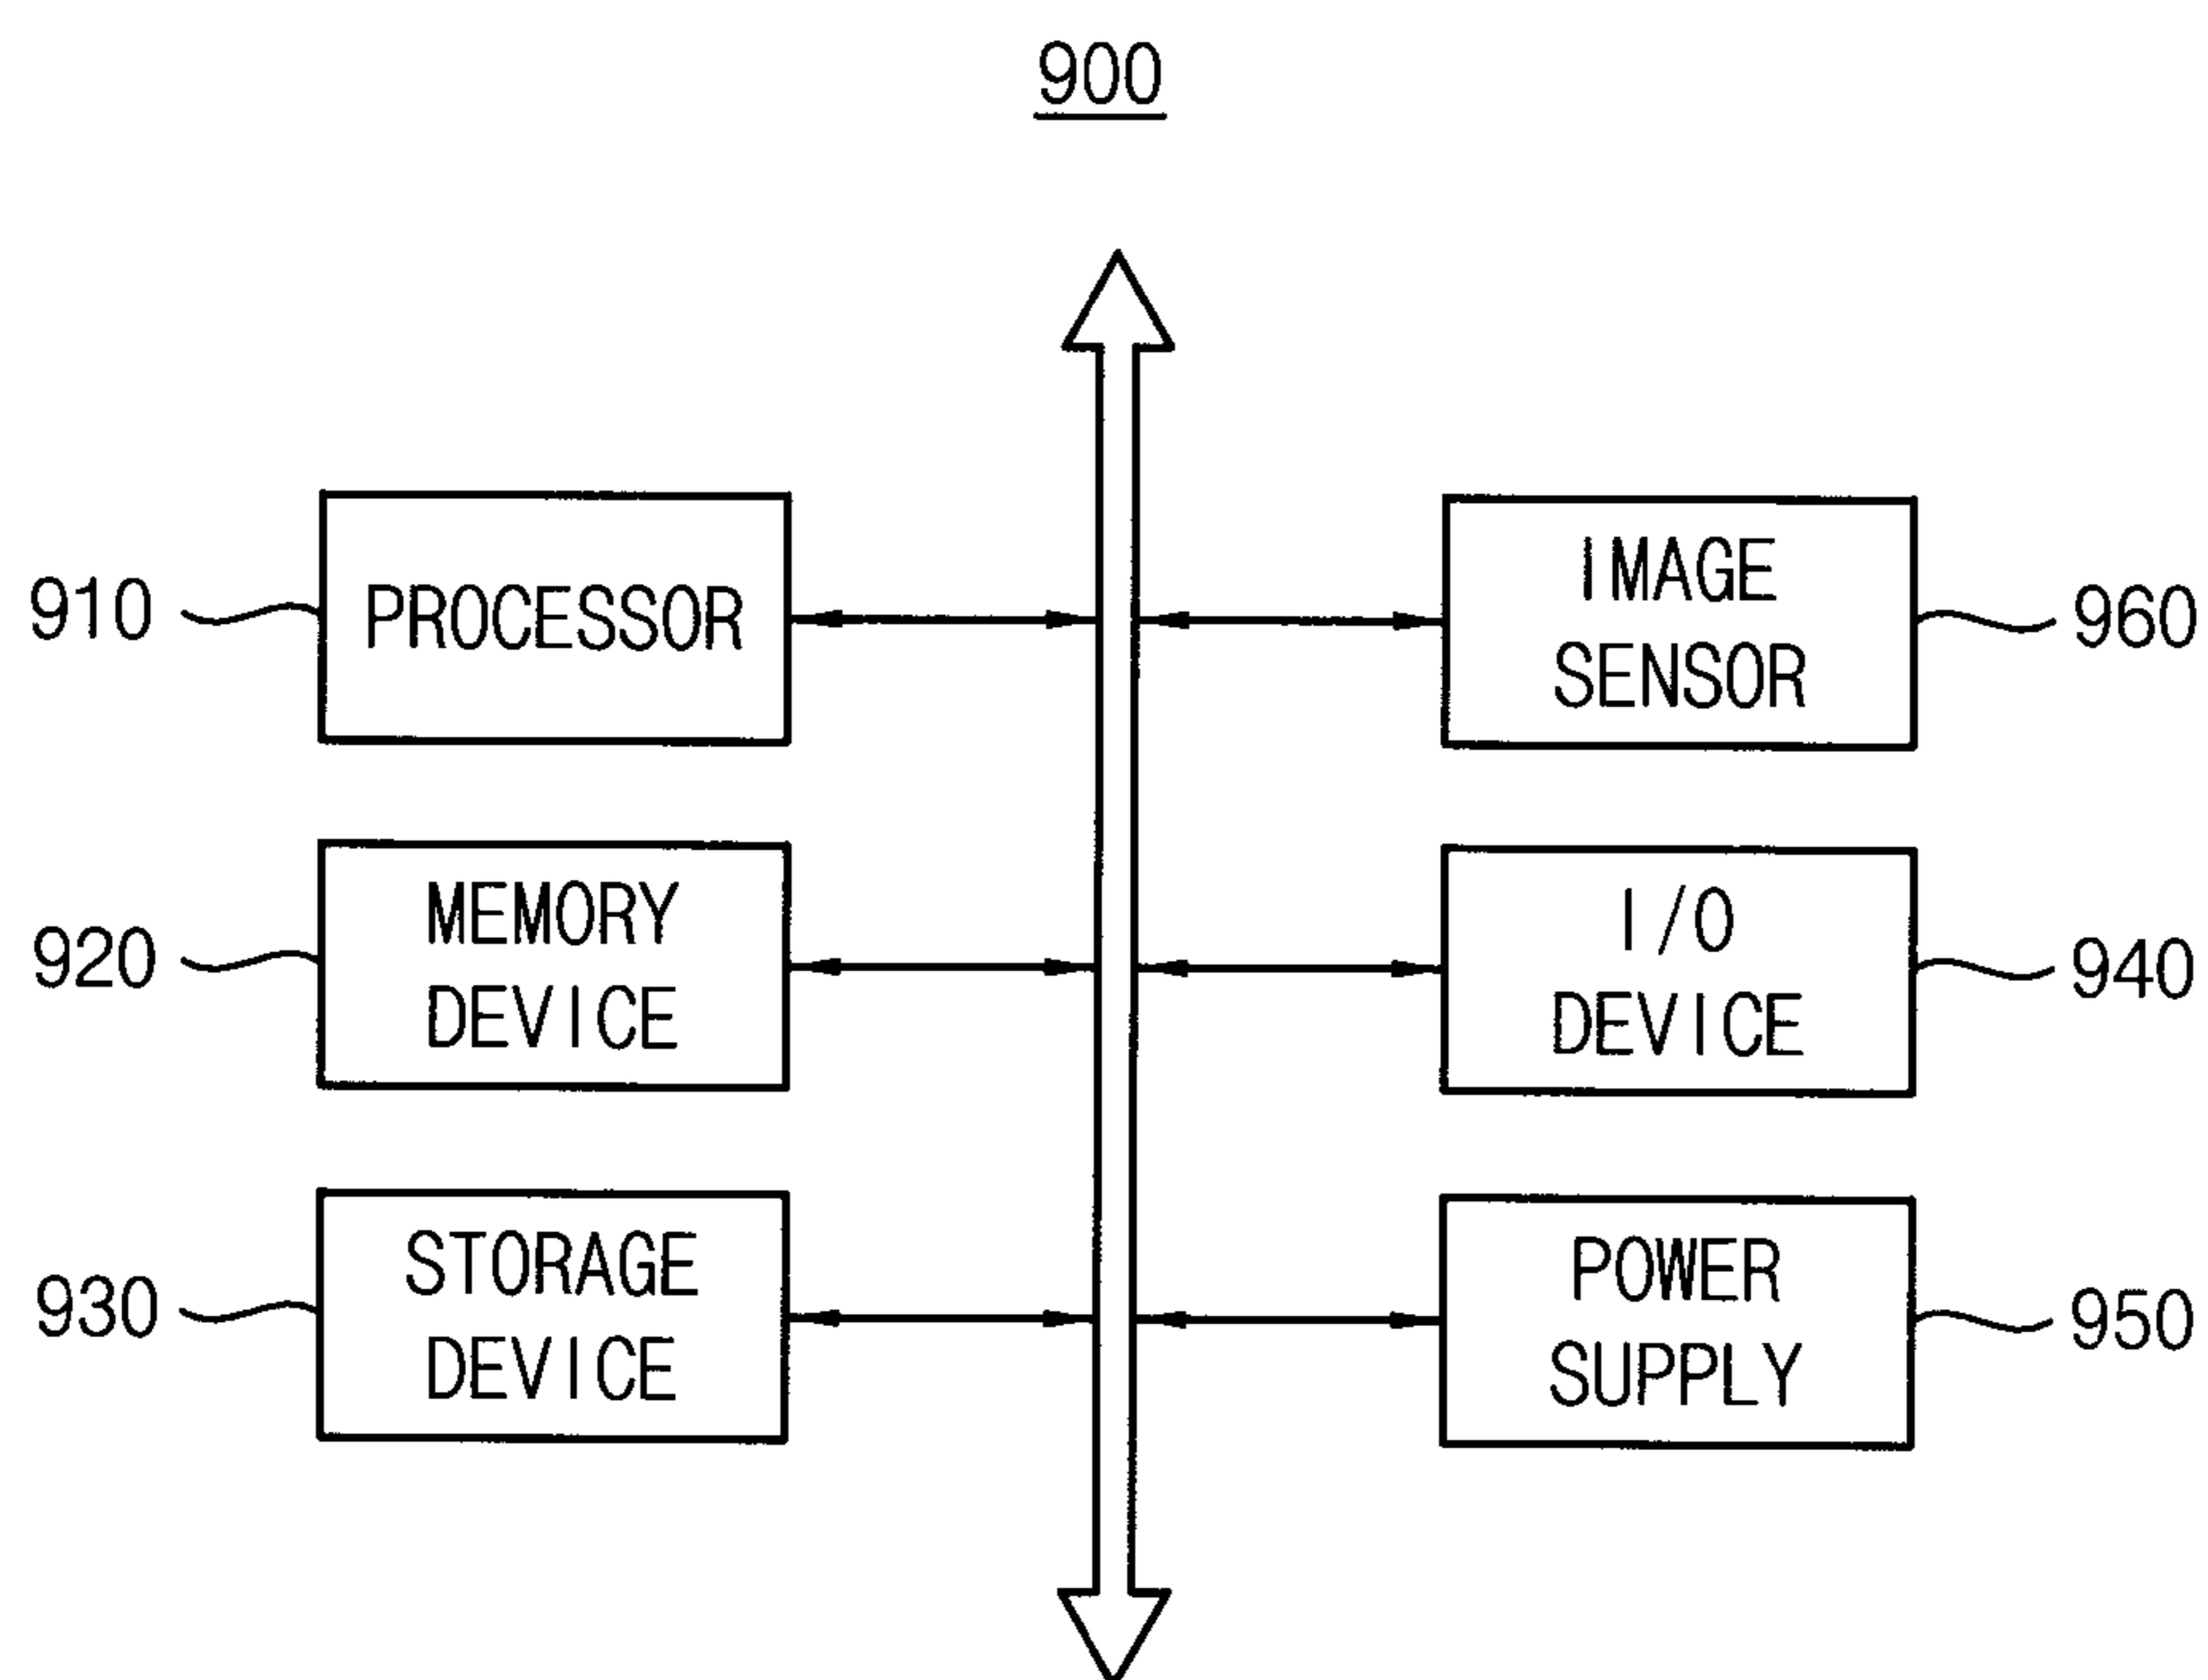 900
910
PROCESSOR
IMAGE
SENSOR
960
920
MEMORY
DEVICE
I/O
DEVICE
940
930
STORAGE
DEVICE
POWER
SUPPLY
950